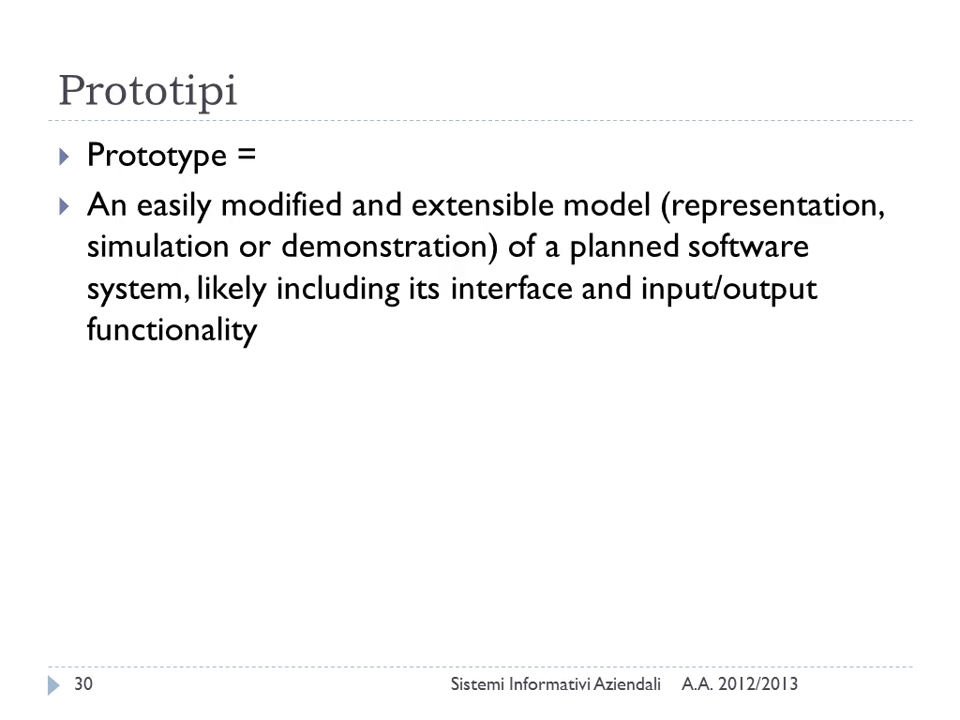 Prototipi
Prototype =
An easily modified and extensible model (representation,
simulation or demonstration) of a planned software
system, likely including its interface and input/output
functionality
30 Sistemi Informativi Aziendali A.A. 2012/2013